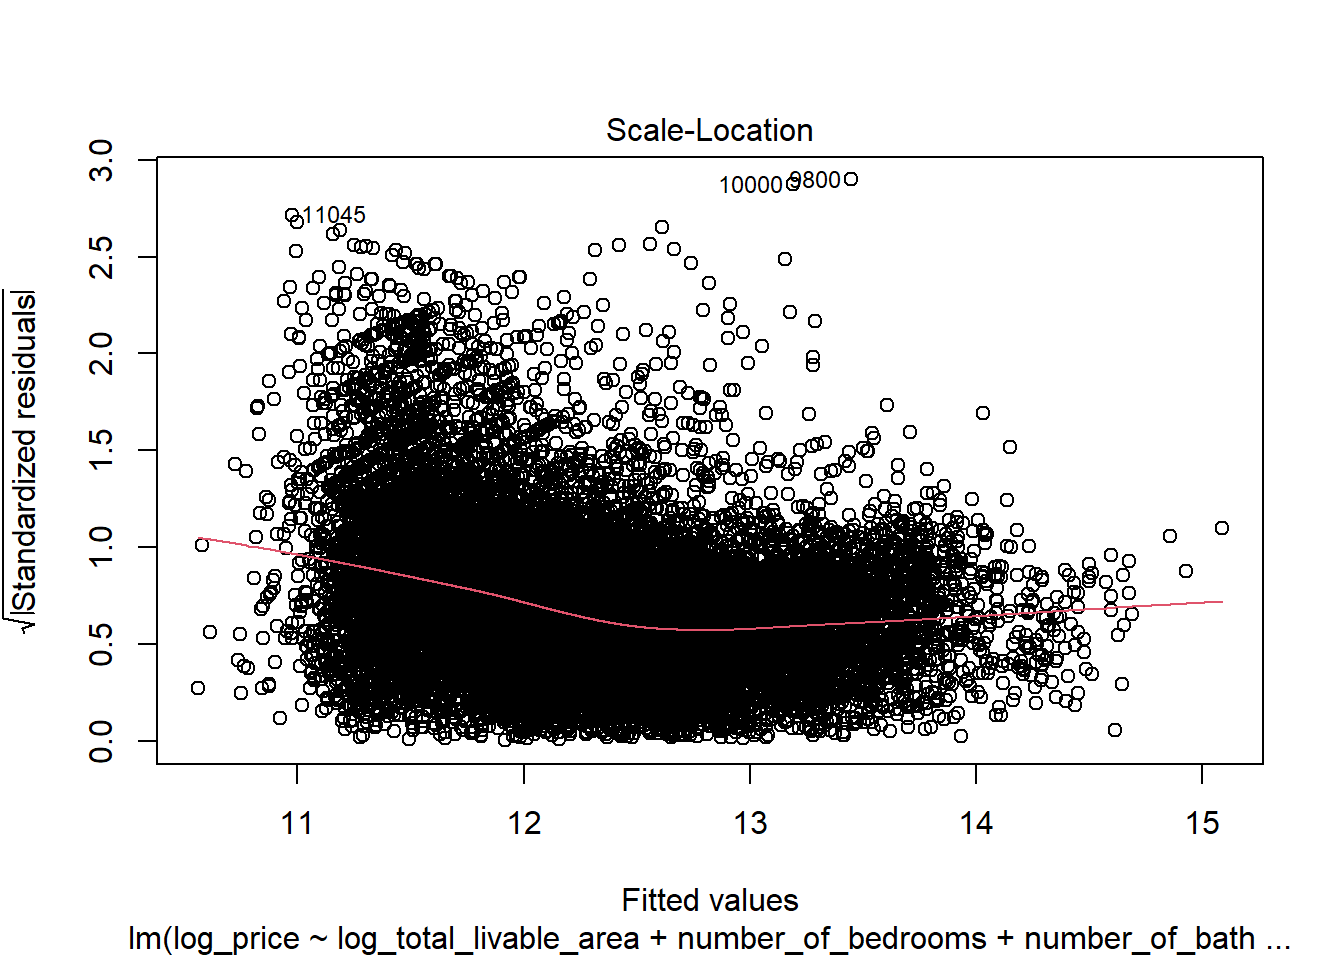 Scale-Location
√|Standardized residuals|
3.0
2.5
2.0
1.5
1.0
0.5
0.0
10000
9800
11045
11 12 13 14 15
Fitted values
lm(log_price ~ log_total_livable_area + number_of_bedrooms + number_of_bath ...